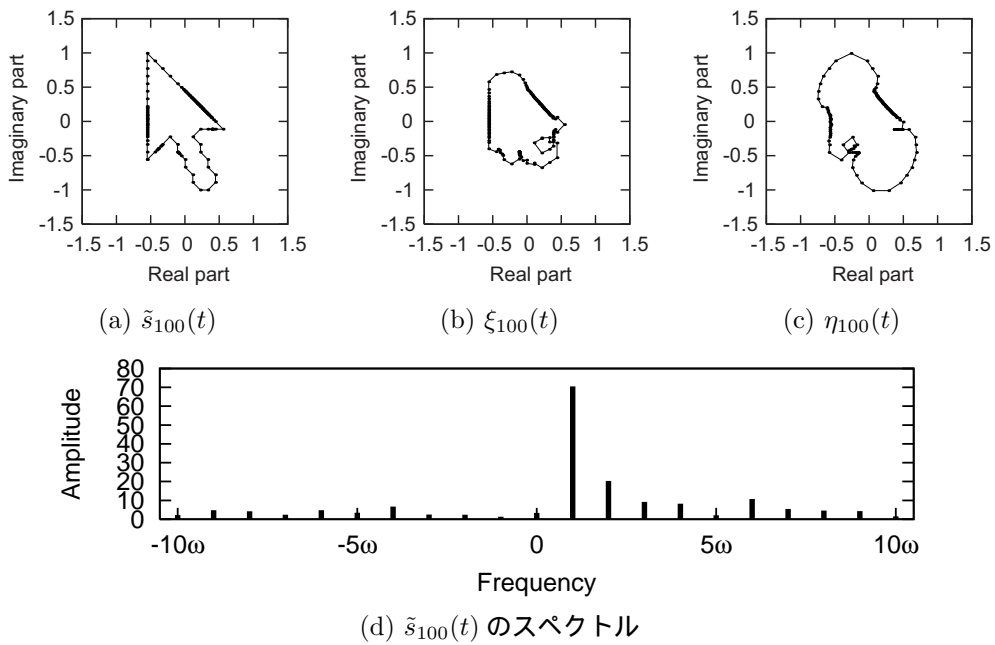 1.5
1
0.5
0
-0.5
-1
-1.5
Imaginary part
-1.5 -1 -0.5 0 0.5 1 1.5
Real part
(a) s̃₁₀₀(t)
1.5
1
0.5
0
-0.5
-1
-1.5
Imaginary part
-1.5 -1 -0.5 0 0.5 1 1.5
Real part
(b) ξ₁₀₀(t)
1.5
1
0.5
0
-0.5
-1
-1.5
Imaginary part
-1.5 -1 -0.5 0 0.5 1 1.5
Real part
(c) η₁₀₀(t)
80
70
60
50
40
30
20
10
0
Amplitude
-10ω -5ω 0 5ω 10ω
Frequency
(d) s̃₁₀₀(t) のスペクトル